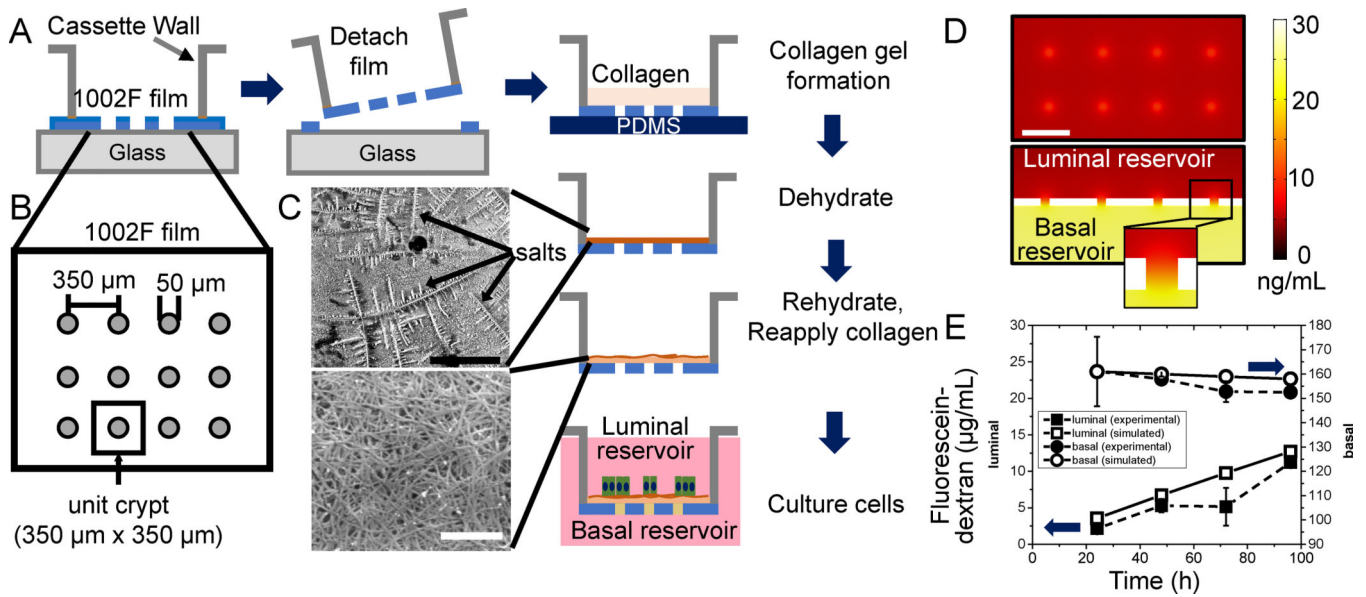 A
Cassette Wall
1002F film
Glass
Detach
film
Glass
Collagen
PDMS
Collagen gel
formation
Dehydrate
Rehydrate,
Reapply collagen
Culture cells
B
1002F film
350 µm
50 µm
unit crypt
(350 µm x 350 µm)
C
salts
Luminal
reservoir
Basal reservoir
D
Luminal reservoir
Basal
reservoir
30
20
10
0
ng/mL
E
Fluorescein-
dextran (µg/mL)
luminal
30
25
20
15
10
5
0
luminal (experimental)
luminal (simulated)
basal (experimental)
basal (simulated)
180
170
160
150
140
130
120
110
100
90
basal
0
20
40
60
80
100
Time (h)